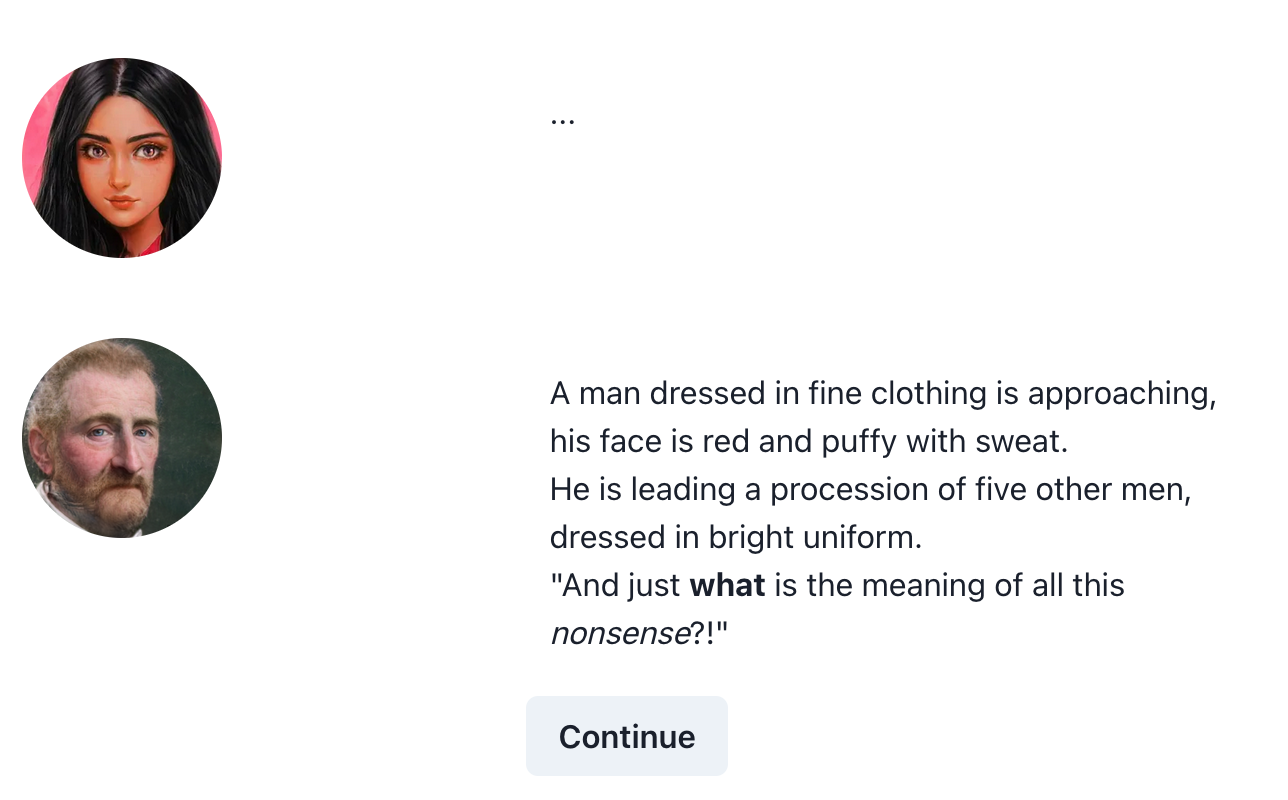 ...
A man dressed in fine clothing is approaching,
his face is red and puffy with sweat.
He is leading a procession of five other men,
dressed in bright uniform.
"And just what is the meaning of all this
nonsense?!"
Continue